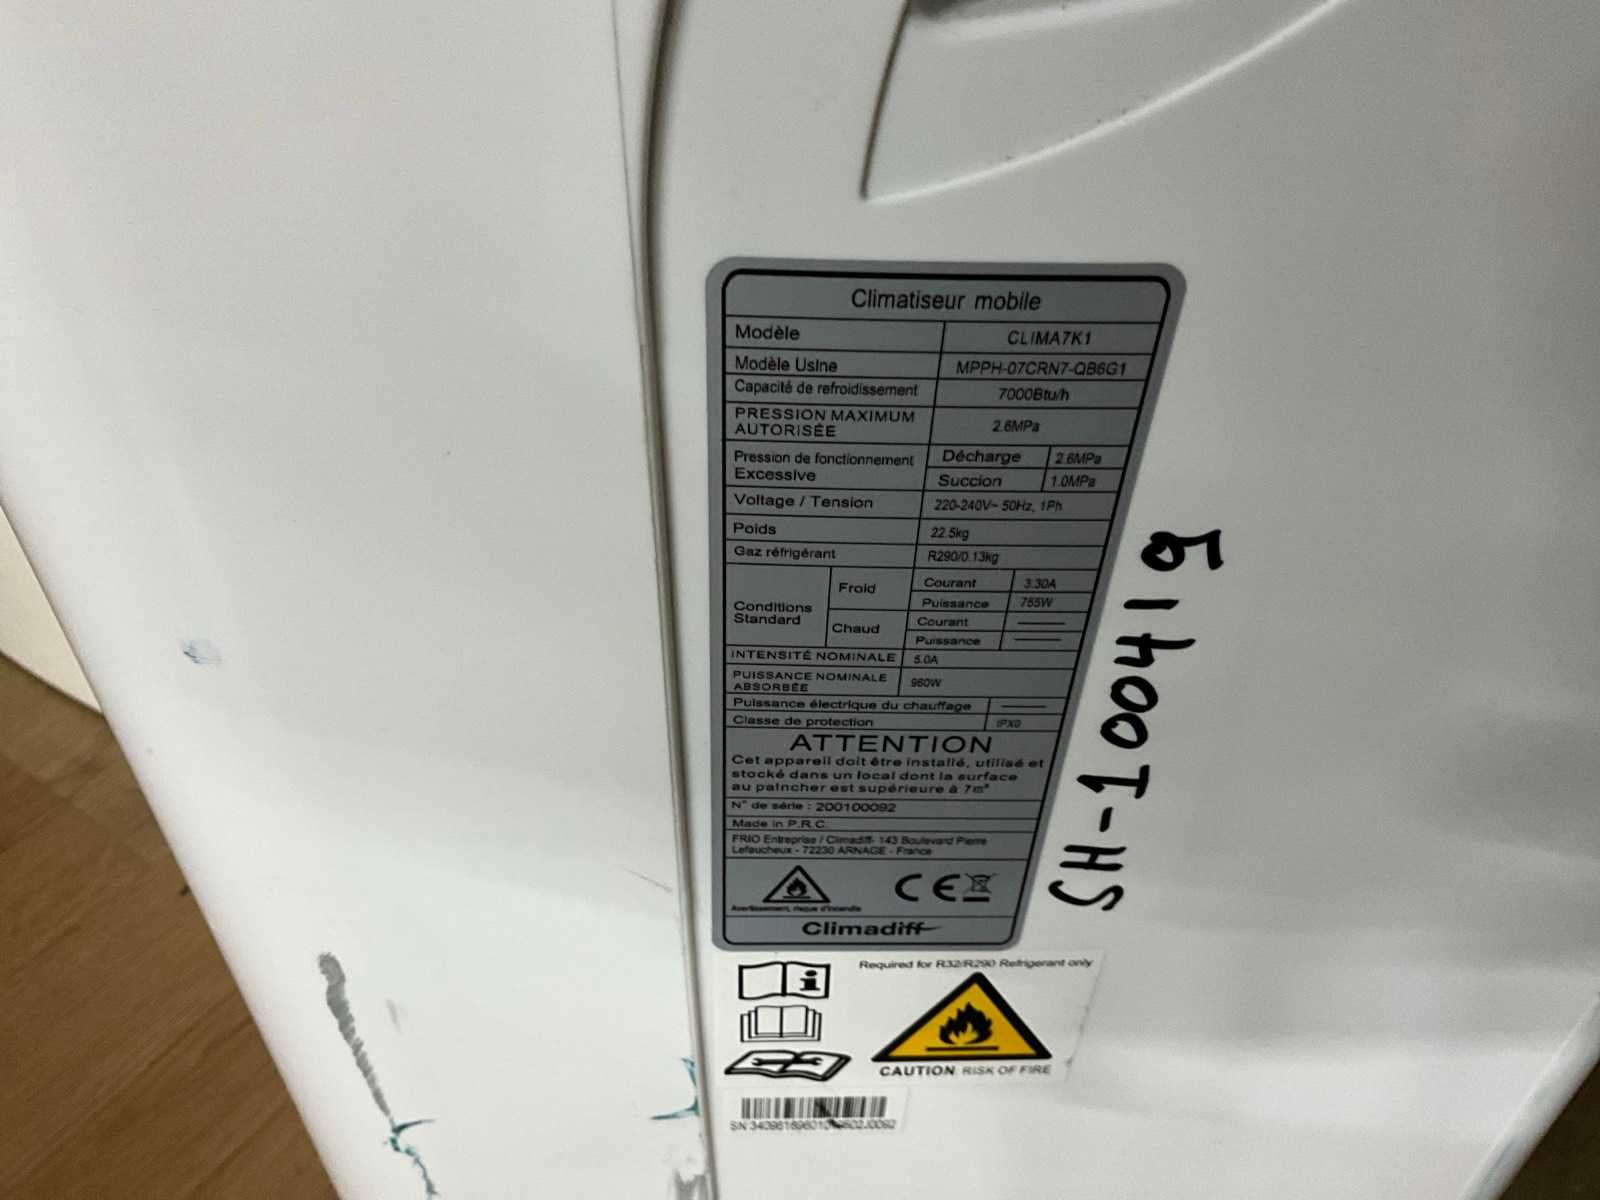 Climatiseur mobile
Modèle CLIMA7K1
Modèle Usine MPPH-07CRN7-QB6G1
Capacité de refroidissement 7000Btu/h
PRESSION MAXIMUM AUTORISÉE 2.6MPa
Pression de fonctionnement Excessive Décharge 2.6MPa
Succion 1.0MPa
Voltage / Tension 220-240V~ 50Hz, 1Ph
Poids 22.5kg
Gaz réfrigérant R290/0.13kg
Conditions Standard Froid Courant 3.30A
Puissance 755W
Chaud Courant
Puissance
INTENSITÉ NOMINALE 5.0A
PUISSANCE NOMINALE ABSORBÉE 960W
Puissance électrique du chauffage
Classe de protection IPX0
ATTENTION
Cet appareil doit être installé, utilisé et
stocké dans un local dont la surface
au palncher est supérieure à 7m²
N° de série : 200100092
Made in P.R.C.
FRIO Entreprise / Climadiff- 143 Boulevard Pierre
Lefaucheux - 72230 ARNAGE - France
Avertissement, risque d'incendie
CE
Climadiff
SH-100419
Required for R32/R290 Refrigerant only
CAUTION RISK OF FIRE
SN